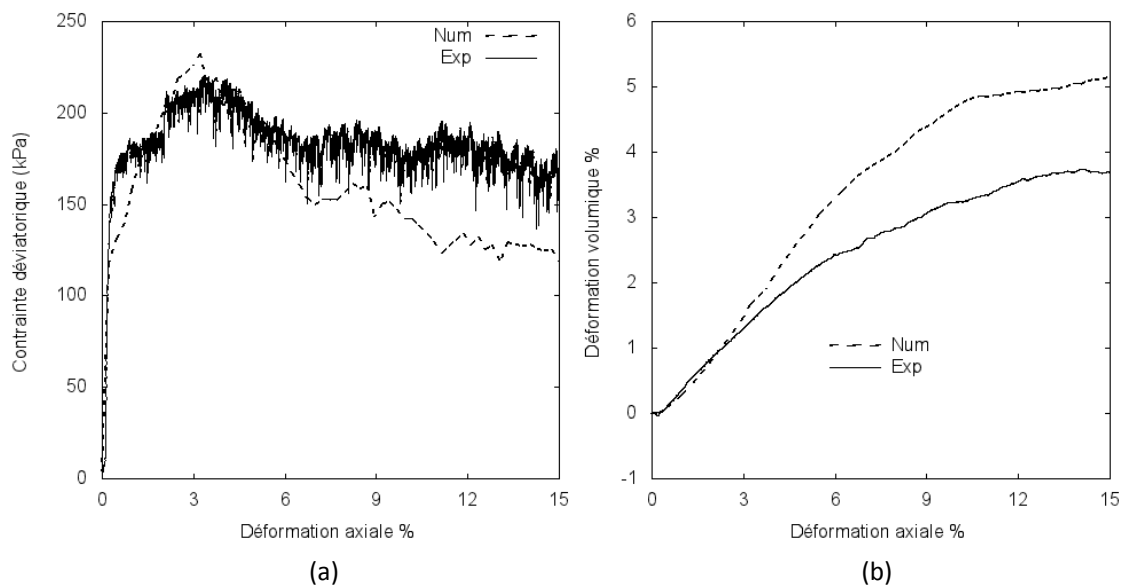 250
200
150
100
50
0
Contrainte déviatorique (kPa)
Num
Exp
0 3 6 9 12 15
Déformation axiale %
(a)
6
5
4
3
2
1
0
-1
Déformation volumique %
Num
Exp
0 3 6 9 12 15
Déformation axiale %
(b)